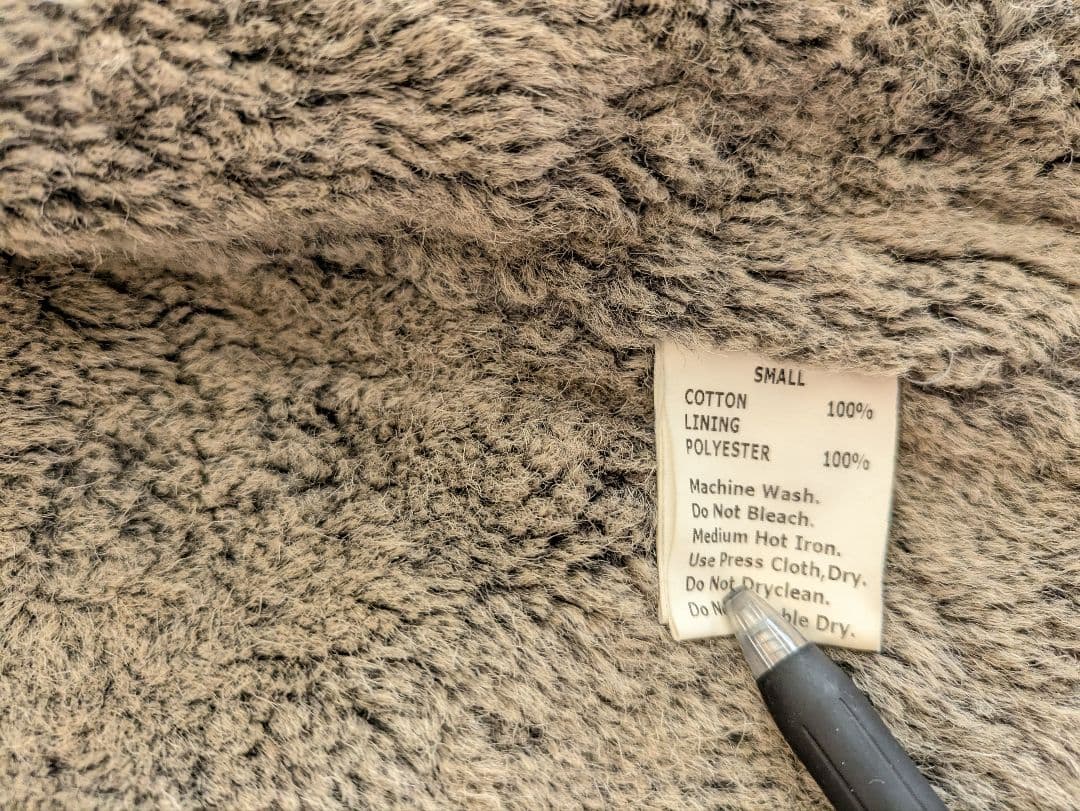 SMALL
COTTON 100%
LINING
POLYESTER 100%
Machine Wash.
Do Not Bleach.
Medium Hot Iron.
Use Press Cloth,Dry.
Do Not Dryclean.
Do Dry.